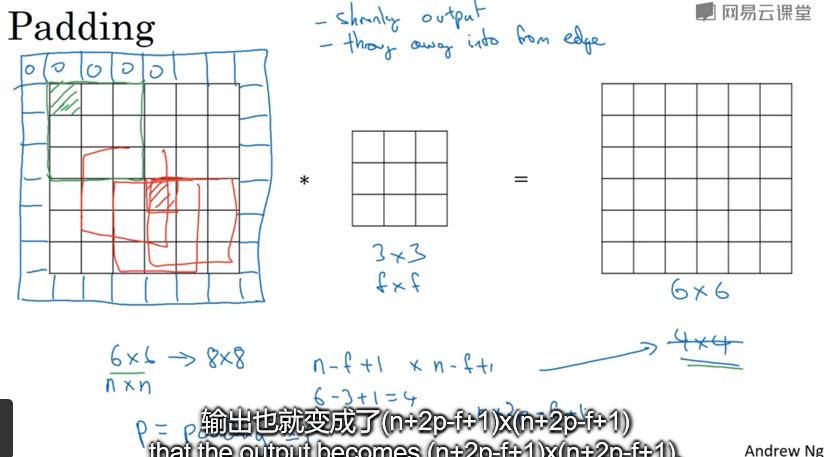 Padding
- shrinky output
- throw away info from edge
网易云课堂
0 0 0 0 0
*
=
3 x 3
f x f
6 x 6
4 x 4
6 x 6 → 8 x 8
n x n
n - f + 1 x n - f + 1
6 - 3 + 1 = 4
P = padding =
输出也就变成了(n+2p-f+1)x(n+2p-f+1)
that the output becomes (n+2p-f+1)x(n+2p-f+1).
Andrew Ng